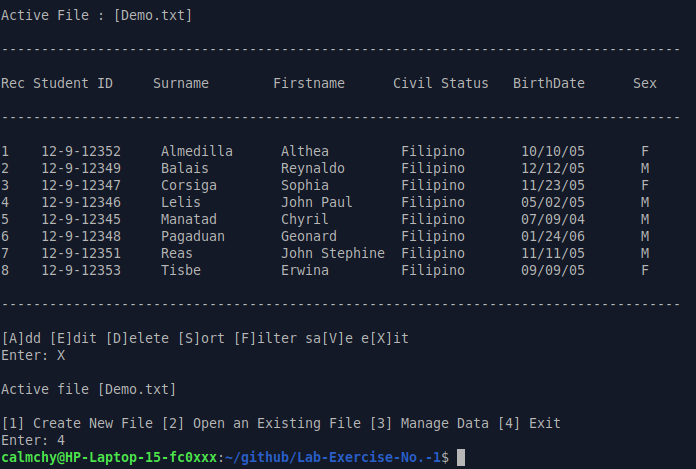 Active File : [Demo.txt]
-------------------------------------------------------------------------------------
Rec Student ID     Surname        Firstname      Civil Status   BirthDate      Sex
-------------------------------------------------------------------------------------
1    12-9-12352     Almedilla      Althea         Filipino       10/10/05       F
2    12-9-12349     Balais         Reynaldo       Filipino       12/12/05       M
3    12-9-12347     Corsiga        Sophia         Filipino       11/23/05       F
4    12-9-12346     Lelis          John Paul      Filipino       05/02/05       M
5    12-9-12345     Manatad        Chyril         Filipino       07/09/04       M
6    12-9-12348     Pagaduan       Geonard        Filipino       01/24/06       M
7    12-9-12351     Reas           John Stephine  Filipino       11/11/05       M
8    12-9-12353     Tisbe          Erwina         Filipino       09/09/05       F
-------------------------------------------------------------------------------------
[A]dd [E]dit [D]elete [S]ort [F]ilter sa[V]e e[X]it
Enter: X
Active file [Demo.txt]
[1] Create New File [2] Open an Existing File [3] Manage Data [4] Exit
Enter: 4
calmchy@HP-Laptop-15-fc0xxx:~/github/Lab-Exercise-No.-1$